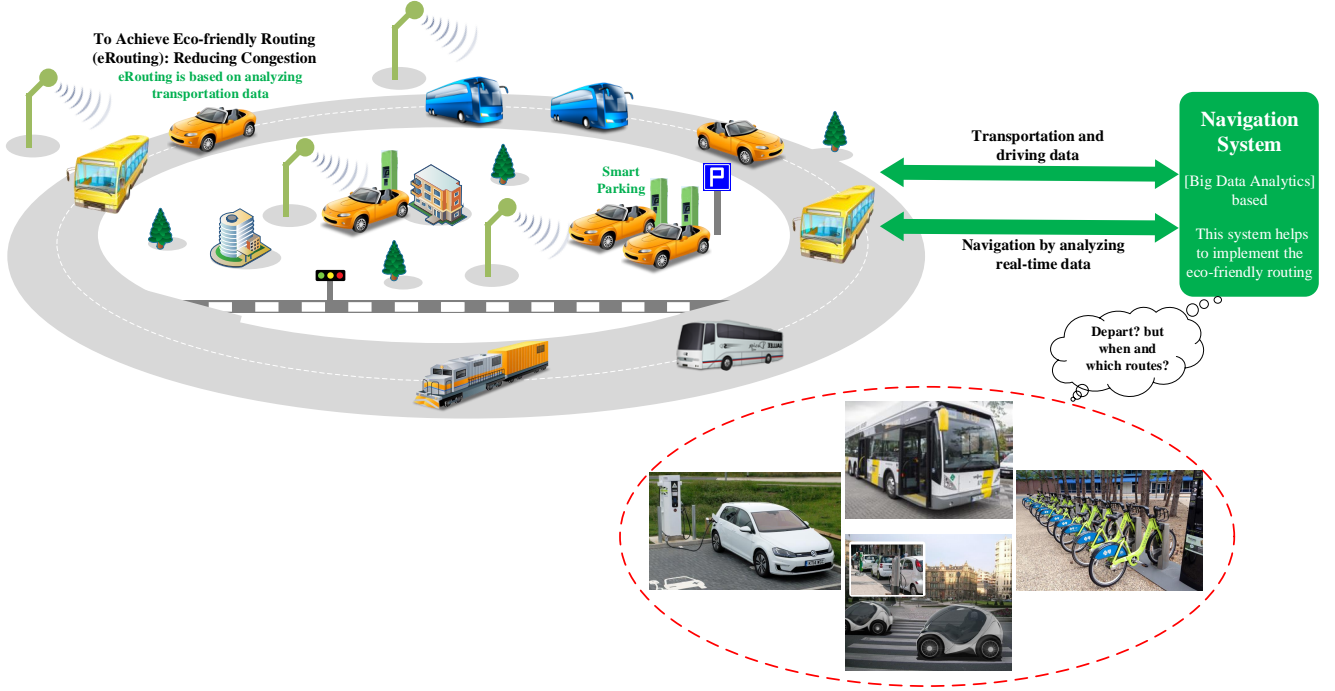 To Achieve Eco-friendly Routing
(eRouting): Reducing Congestion
eRouting is based on analyzing
transportation data
Smart
Parking
P
Transportation and
driving data
Navigation by analyzing
real-time data
Navigation
System
[Big Data Analytics]
based
This system helps
to implement the
eco-friendly routing
Depart? but
when and
which routes?